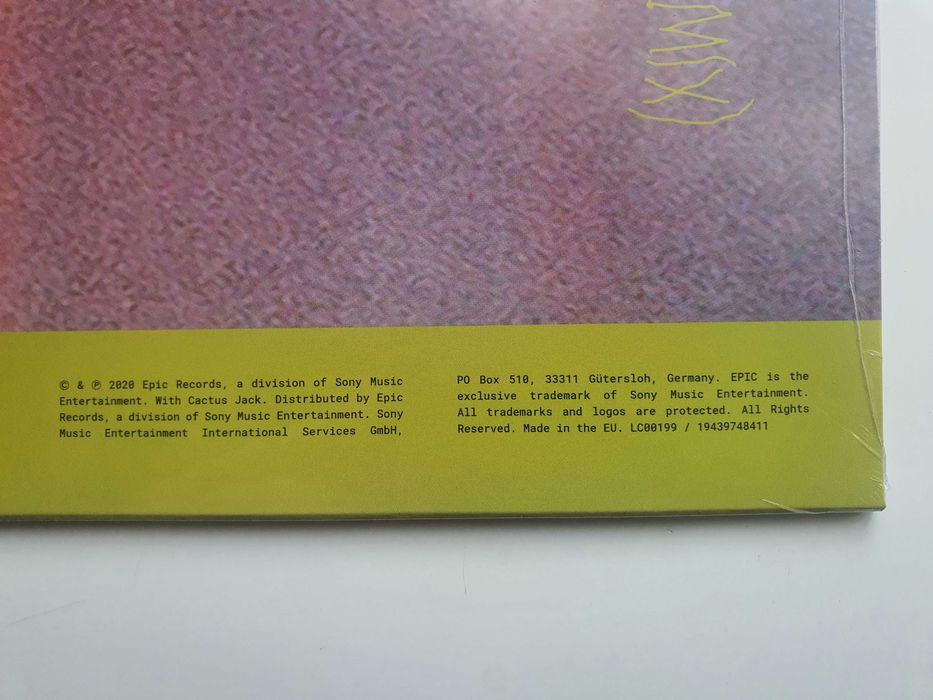 MIX)
© & ℗ 2020 Epic Records, a division of Sony Music
Entertainment. With Cactus Jack. Distributed by Epic
Records, a division of Sony Music Entertainment. Sony
Music Entertainment International Services GmbH,
PO Box 510, 33311 Gütersloh, Germany. EPIC is the
exclusive trademark of Sony Music Entertainment.
All trademarks and logos are protected. All Rights
Reserved. Made in the EU. LC00199 / 19439748411